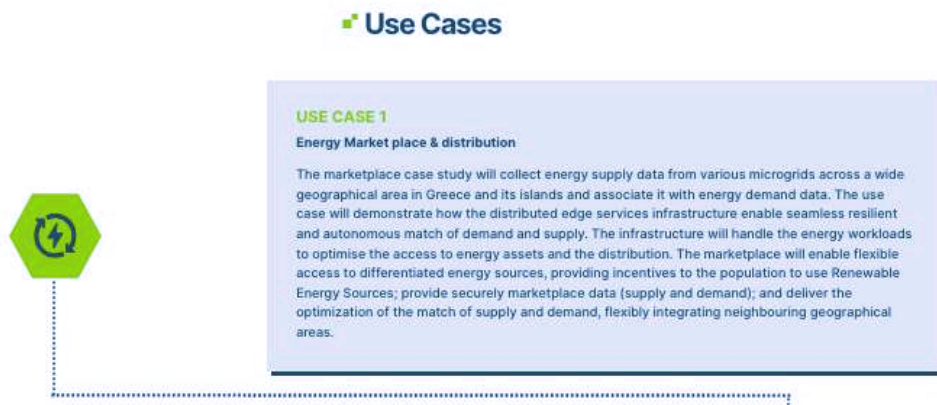 Use Cases
USE CASE 1
Energy Market place & distribution
The marketplace case study will collect energy supply data from various microgrids across a wide
geographical area in Greece and its islands and associate it with energy demand data. The use
case will demonstrate how the distributed edge services infrastructure enable seamless resilient
and autonomous match of demand and supply. The infrastructure will handle the energy workloads
to optimise the access to energy assets and the distribution. The marketplace will enable flexible
access to differentiated energy sources, providing incentives to the population to use Renewable
Energy Sources; provide securely marketplace data (supply and demand); and deliver the
optimization of the match of supply and demand, flexibly integrating neighbouring geographical
areas.